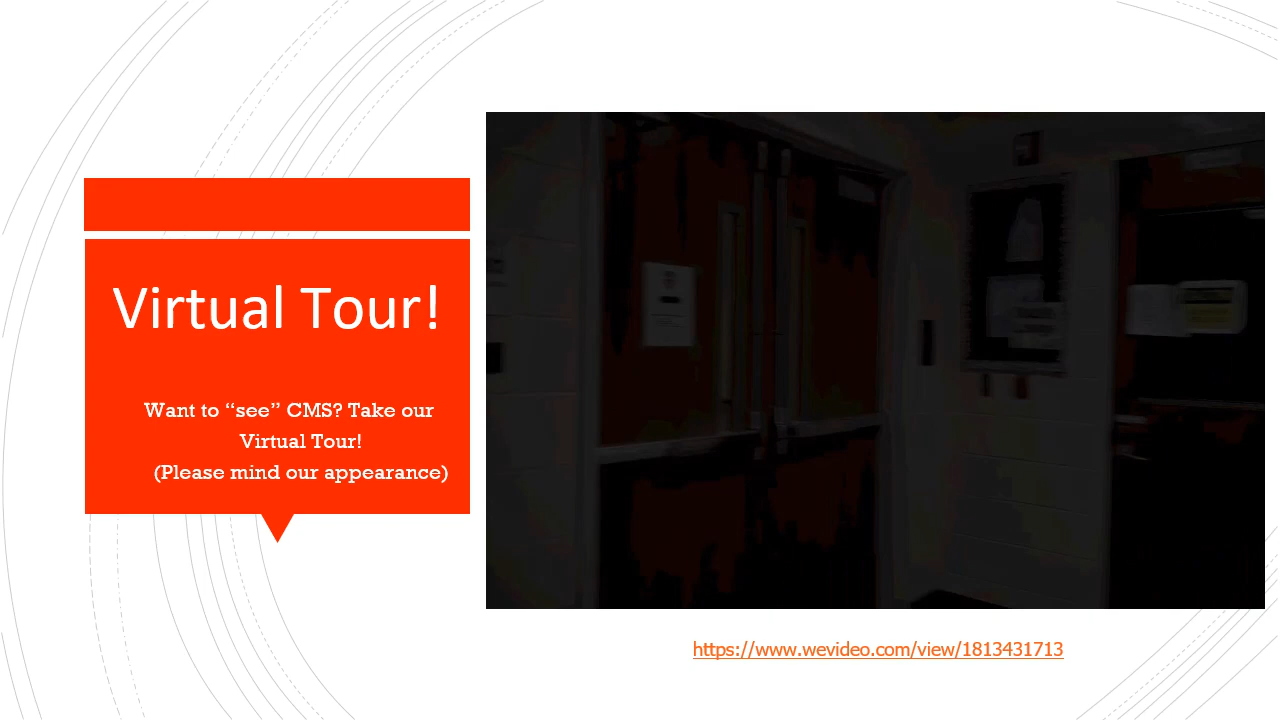 Virtual Tour!
Want to “see” CMS? Take our
Virtual Tour!
(Please mind our appearance)
https://www.wevideo.com/view/1813431713